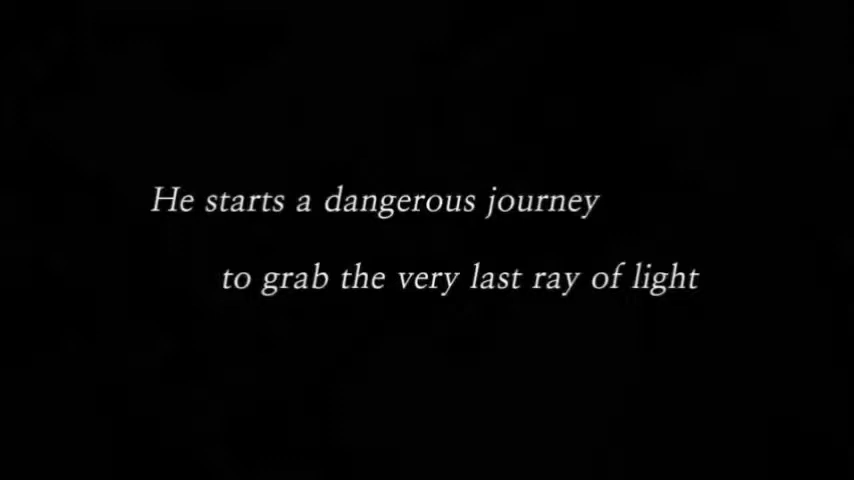 He starts a dangerous journey
to grab the very last ray of light